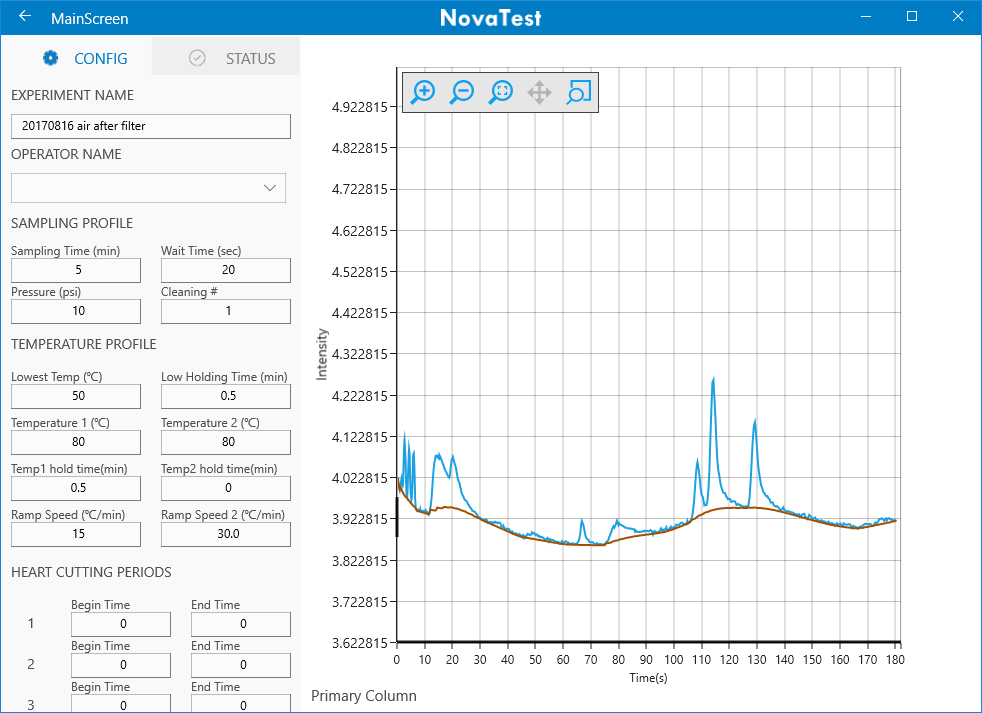 MainScreen
NovaTest
CONFIG
STATUS
EXPERIMENT NAME
20170816 air after filter
OPERATOR NAME
SAMPLING PROFILE
Sampling Time (min) Wait Time (sec)
5 20
Pressure (psi) Cleaning #
10 1
TEMPERATURE PROFILE
Lowest Temp (℃) Low Holding Time (min)
50 0.5
Temperature 1 (℃) Temperature 2 (℃)
80 80
Temp1 hold time(min) Temp2 hold time(min)
0.5 0
Ramp Speed (℃/min) Ramp Speed 2 (℃/min)
15 30.0
HEART CUTTING PERIODS
Begin Time End Time
1 0 0
Begin Time End Time
2 0 0
Begin Time End Time
3 0 0
4.922815
4.822815
4.722815
4.622815
4.522815
4.422815
4.322815
4.222815
4.122815
4.022815
3.922815
3.822815
3.722815
3.622815
Intensity
0 10 20 30 40 50 60 70 80 90 100 110 120 130 140 150 160 170 180
Time(s)
Primary Column